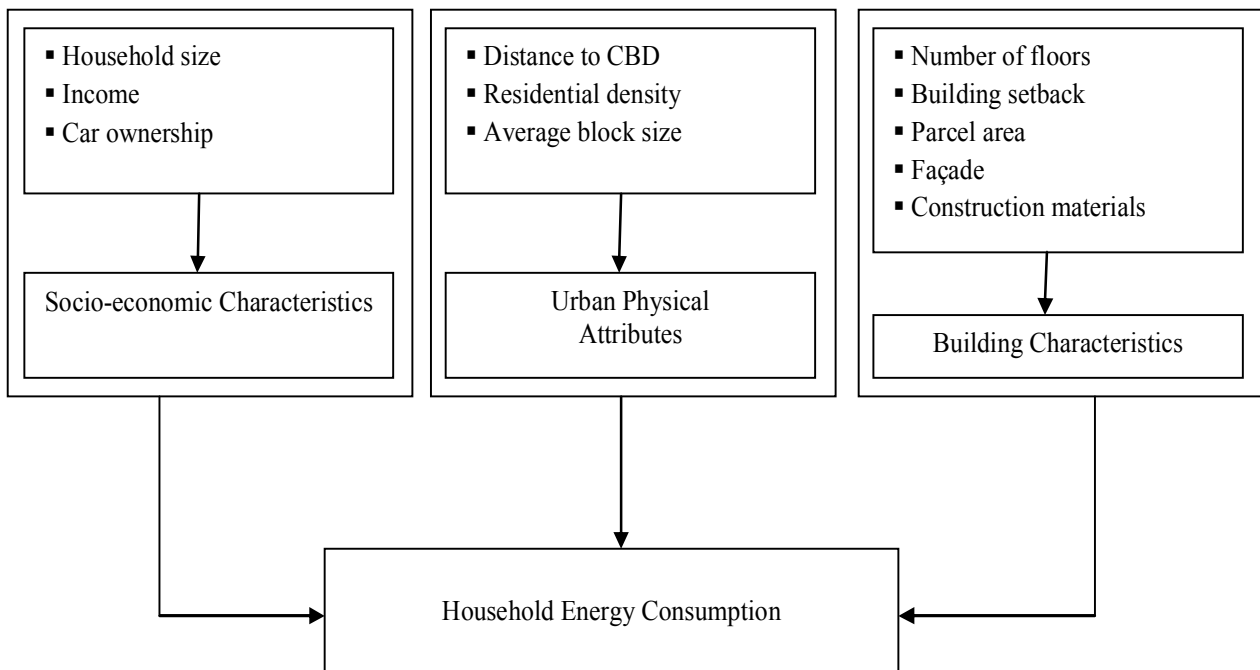 ▪ Household size
▪ Income
▪ Car ownership
Socio-economic Characteristics
▪ Distance to CBD
▪ Residential density
▪ Average block size
Urban Physical
Attributes
▪ Number of floors
▪ Building setback
▪ Parcel area
▪ Façade
▪ Construction materials
Building Characteristics
Household Energy Consumption